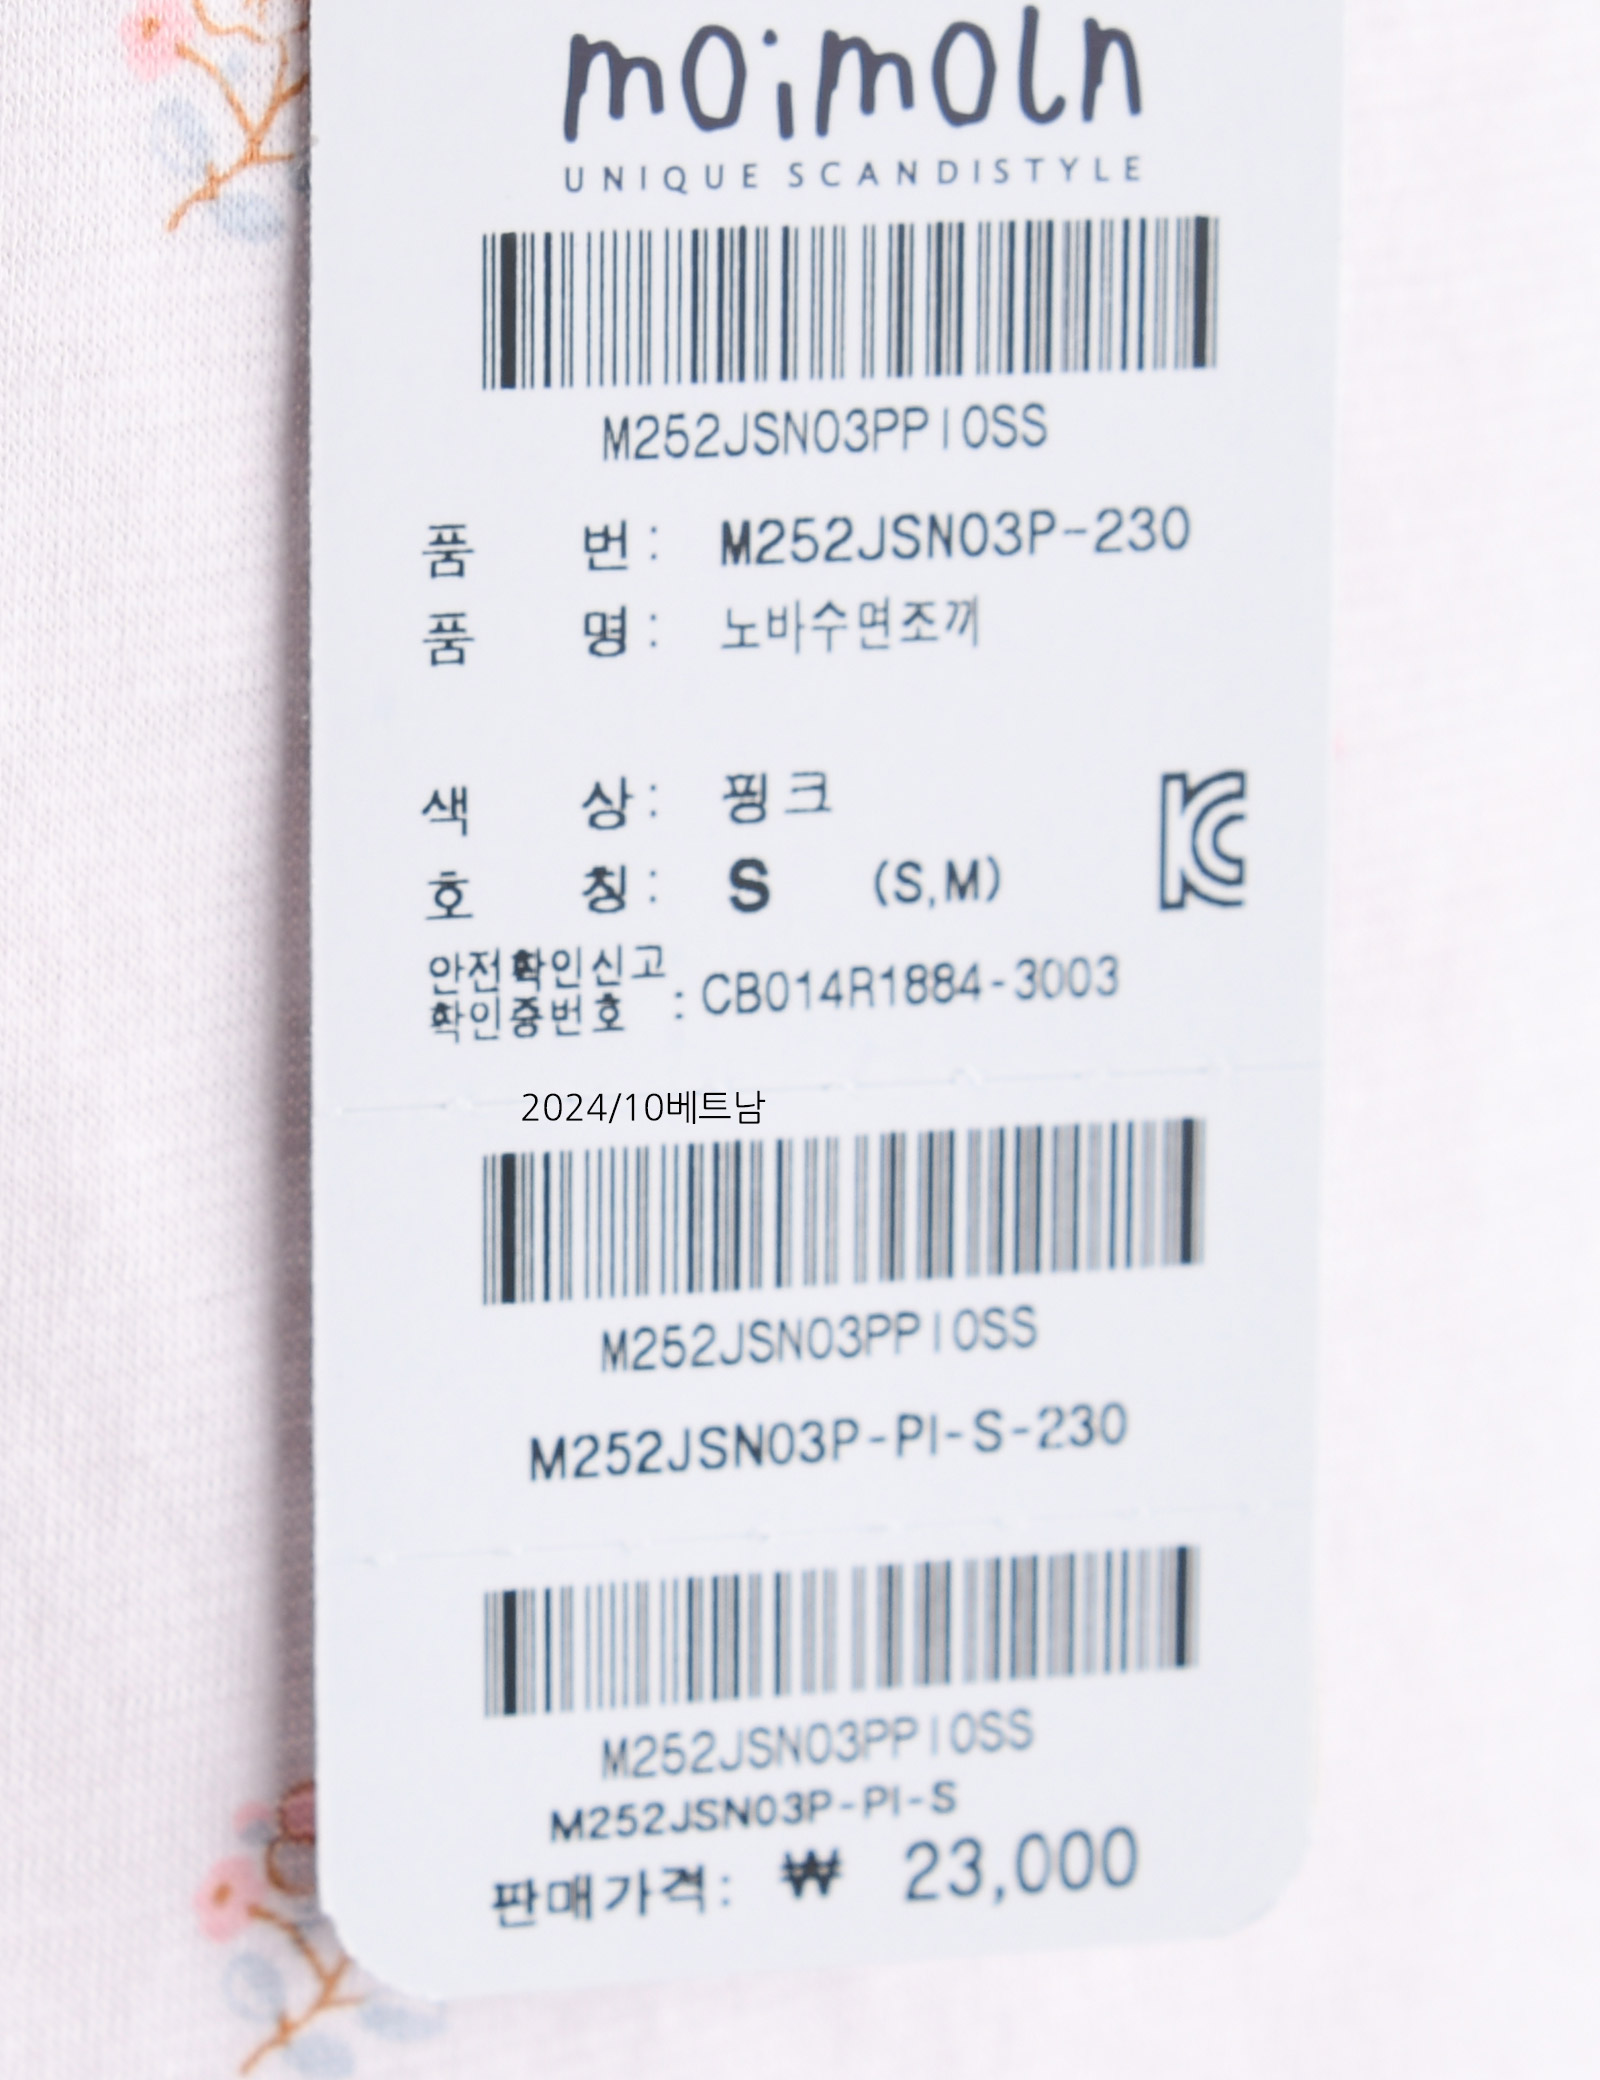 moimoln
UNIQUE SCANDISTYLE
M252JSN03PPI0SS
품 번 : M252JSN03P-230
품 명 : 노바수면조끼
색 상 : 핑크
호 칭 : S (S,M)
안전확인신고
확인증번호 : CB014R1884-3003
2024/10베트남
M252JSN03PPI0SS
M252JSN03P-PI-S-230
M252JSN03PPI0SS
M252JSN03P-PI-S
판매가격: ₩ 23,000